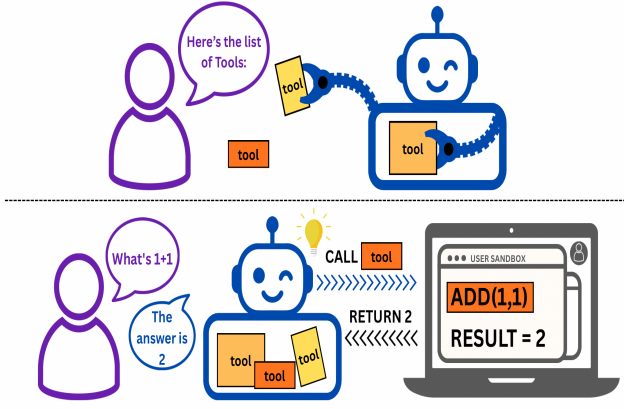 Here's the list
of Tools:
tool
tool
tool
What's 1+1
The
answer is
2
tool
tool
tool
CALL tool
RETURN 2
USER SANDBOX
ADD(1,1)
RESULT = 2